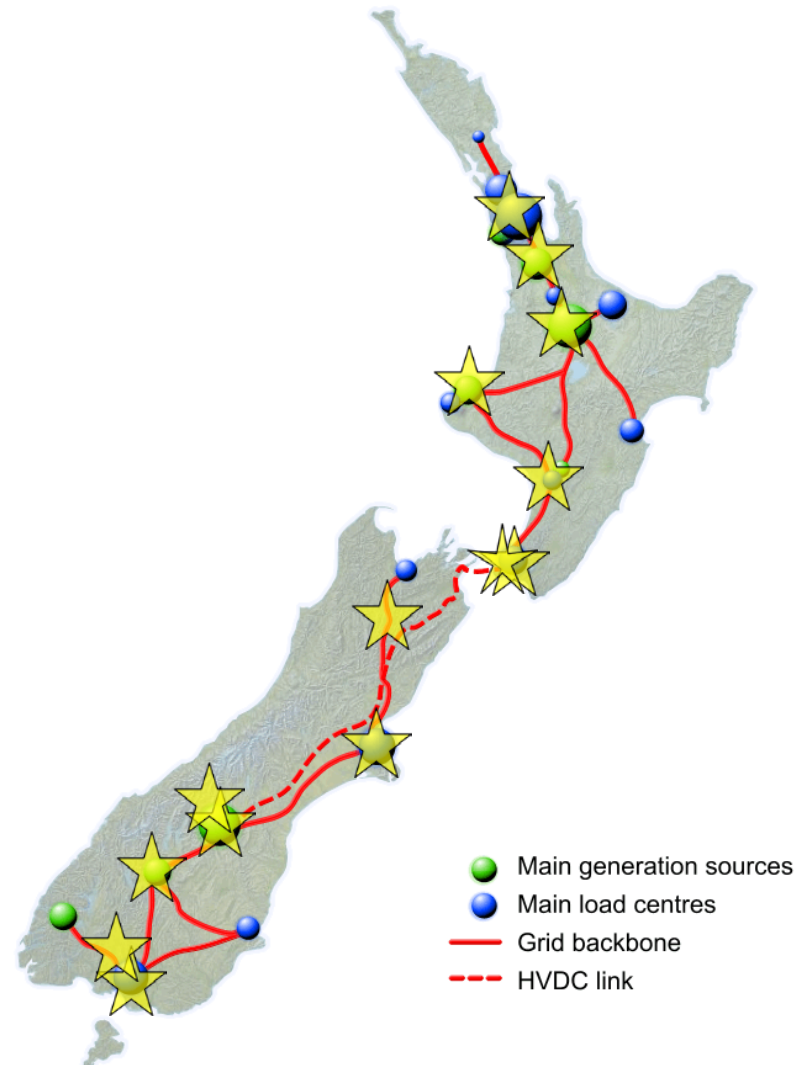 Main generation sources
Main load centres
Grid backbone
HVDC link